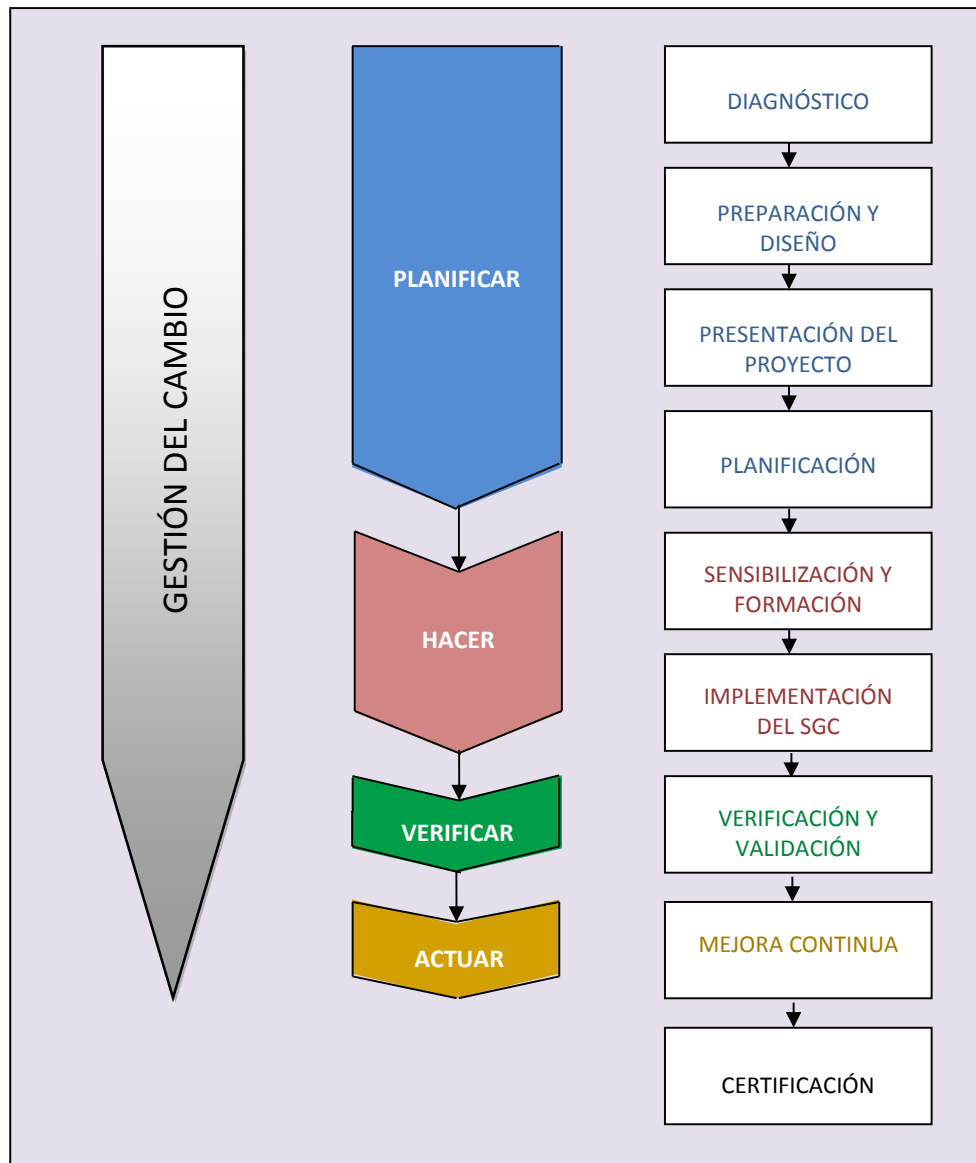 GESTIÓN DEL CAMBIO
PLANIFICAR
HACER
VERIFICAR
ACTUAR
DIAGNÓSTICO
PREPARACIÓN Y
DISEÑO
PRESENTACIÓN DEL
PROYECTO
PLANIFICACIÓN
SENSIBILIZACIÓN Y
FORMACIÓN
IMPLEMENTACIÓN
DEL SGC
VERIFICACIÓN Y
VALIDACIÓN
MEJORA CONTINUA
CERTIFICACIÓN